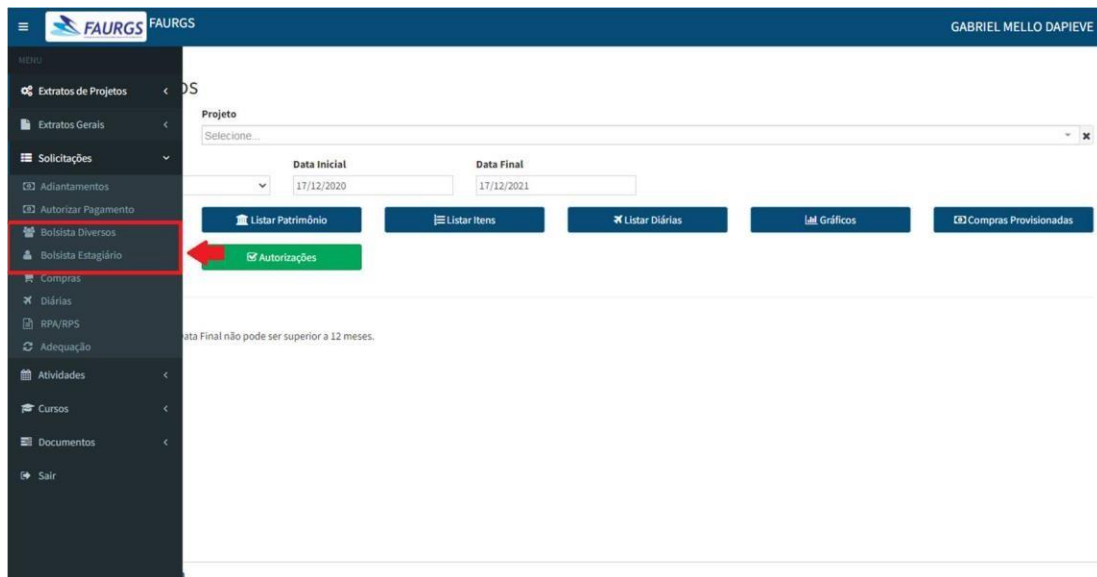 FAURGS FAURGS
GABRIEL MELLO DAPIEVE
MENU
Extratos de Projetos
Extratos Gerais
Solicitações
Adiantamentos
Autorizar Pagamento
Bolsista Diversos
Bolsista Estagiário
Compras
Diárias
RPA/RPS
Adequação
Atividades
Cursos
Documentos
Sair
OS
Projeto
Selecione...
Data Inicial
Data Final
17/12/2020
17/12/2021
Listar Patrimônio
Listar Itens
Listar Diárias
Gráficos
Compras Provisionadas
Autorizações
ata Final não pode ser superior a 12 meses.